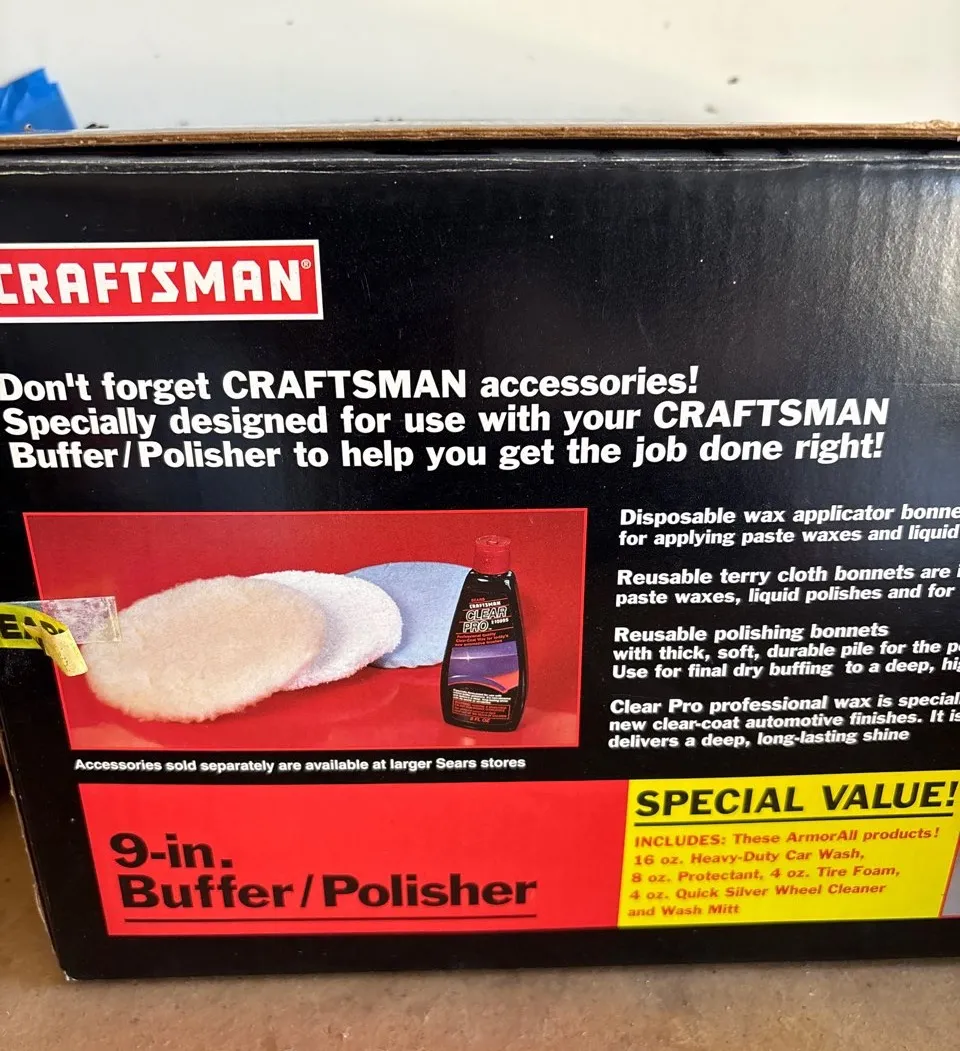 CRAFTSMAN®
Don't forget CRAFTSMAN accessories!
Specially designed for use with your CRAFTSMAN
Buffer/Polisher to help you get the job done right!
Disposable wax applicator bonne
for applying paste waxes and liquid
Reusable terry cloth bonnets are i
paste waxes, liquid polishes and for
Reusable polishing bonnets
with thick, soft, durable pile for the p
Use for final dry buffing to a deep, hi
Clear Pro professional wax is special
new clear-coat automotive finishes. It is
delivers a deep, long-lasting shine
SEARS
CRAFTSMAN
CLEAR
PRO
Accessories sold separately are available at larger Sears stores
9-in.
Buffer/Polisher
SPECIAL VALUE!
INCLUDES: These ArmorAll products!
16 oz. Heavy-Duty Car Wash,
8 oz. Protectant, 4 oz. Tire Foam,
4 oz. Quick Silver Wheel Cleaner
and Wash Mitt